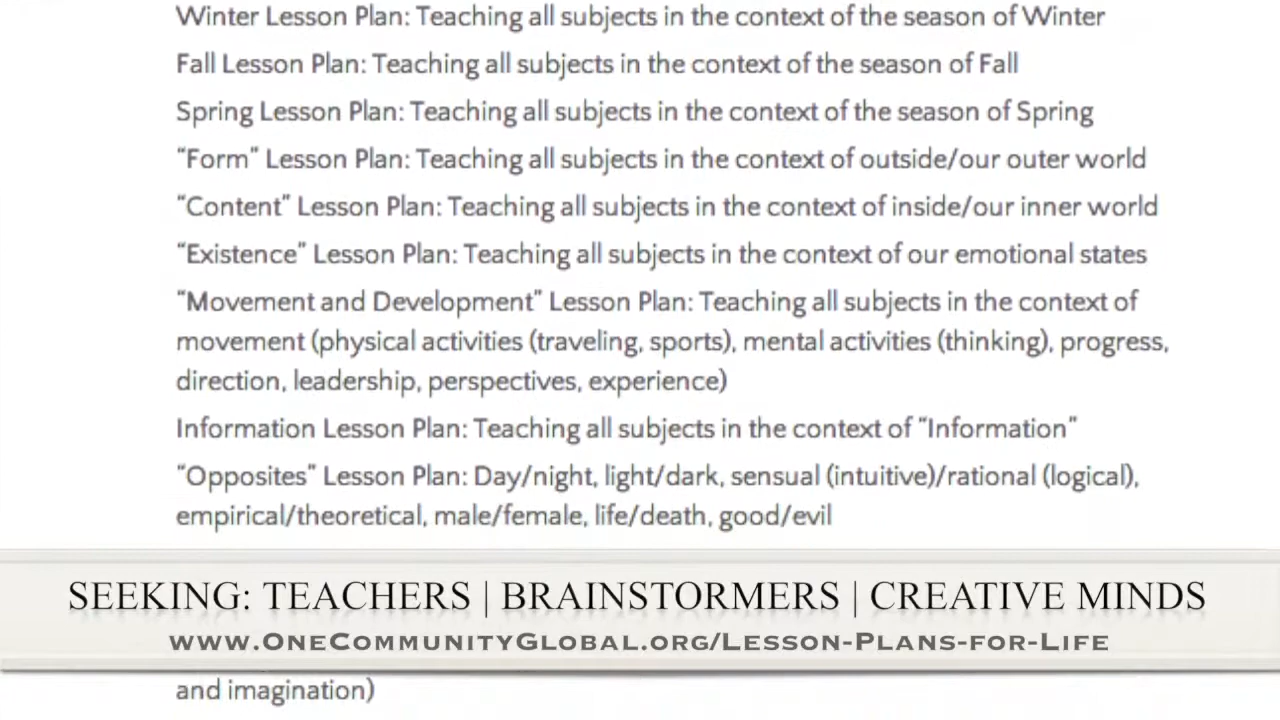 Winter Lesson Plan: Teaching all subjects in the context of the season of Winter
Fall Lesson Plan: Teaching all subjects in the context of the season of Fall
Spring Lesson Plan: Teaching all subjects in the context of the season of Spring
“Form” Lesson Plan: Teaching all subjects in the context of outside/our outer world
“Content” Lesson Plan: Teaching all subjects in the context of inside/our inner world
“Existence” Lesson Plan: Teaching all subjects in the context of our emotional states
“Movement and Development” Lesson Plan: Teaching all subjects in the context of
movement (physical activities (traveling, sports), mental activities (thinking), progress,
direction, leadership, perspectives, experience)
Information Lesson Plan: Teaching all subjects in the context of “Information”
“Opposites” Lesson Plan: Day/night, light/dark, sensual (intuitive)/rational (logical),
empirical/theoretical, male/female, life/death, good/evil
SEEKING: TEACHERS | BRAINSTORMERS | CREATIVE MINDS
www.OneCommunityGlobal.org/Lesson-Plans-for-Life
and imagination)